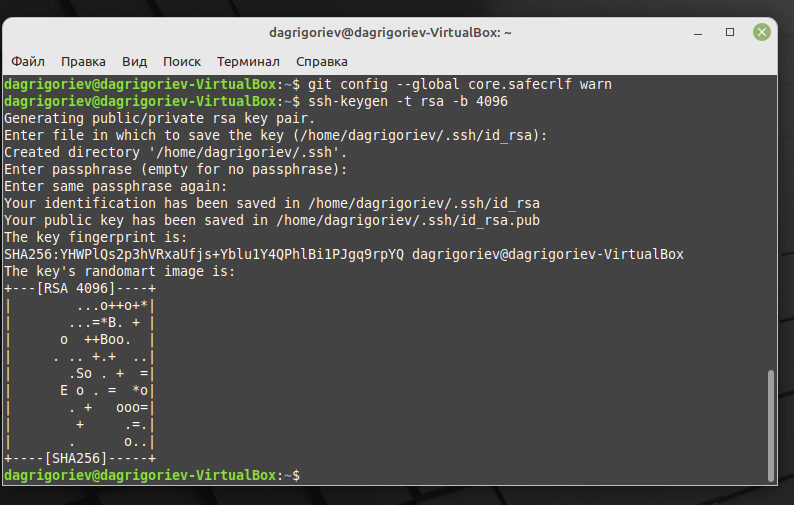 dagrigoriev@dagrigoriev-VirtualBox: ~
Файл Правка Вид Поиск Терминал Справка
dagrigoriev@dagrigoriev-VirtualBox:~$ git config --global core.safecrlf warn
dagrigoriev@dagrigoriev-VirtualBox:~$ ssh-keygen -t rsa -b 4096
Generating public/private rsa key pair.
Enter file in which to save the key (/home/dagrigoriev/.ssh/id_rsa):
Created directory '/home/dagrigoriev/.ssh'.
Enter passphrase (empty for no passphrase):
Enter same passphrase again:
Your identification has been saved in /home/dagrigoriev/.ssh/id_rsa
Your public key has been saved in /home/dagrigoriev/.ssh/id_rsa.pub
The key fingerprint is:
SHA256:YHWPlQs2p3hVRxaUfjs+Yblu1Y4QPhlBi1PJgq9rpYQ dagrigoriev@dagrigoriev-VirtualBox
The key's randomart image is:
+---[RSA 4096]----+
|        ...o++o+*|
|       ...=*B. + |
|      o  ++Boo.  |
|     . .. +.+  ..|
|       .So . +  =|
|      E o . =  *o|
|       . +   ooo=|
|        +     .=.|
|       .      o..|
+----[SHA256]-----+
dagrigoriev@dagrigoriev-VirtualBox:~$